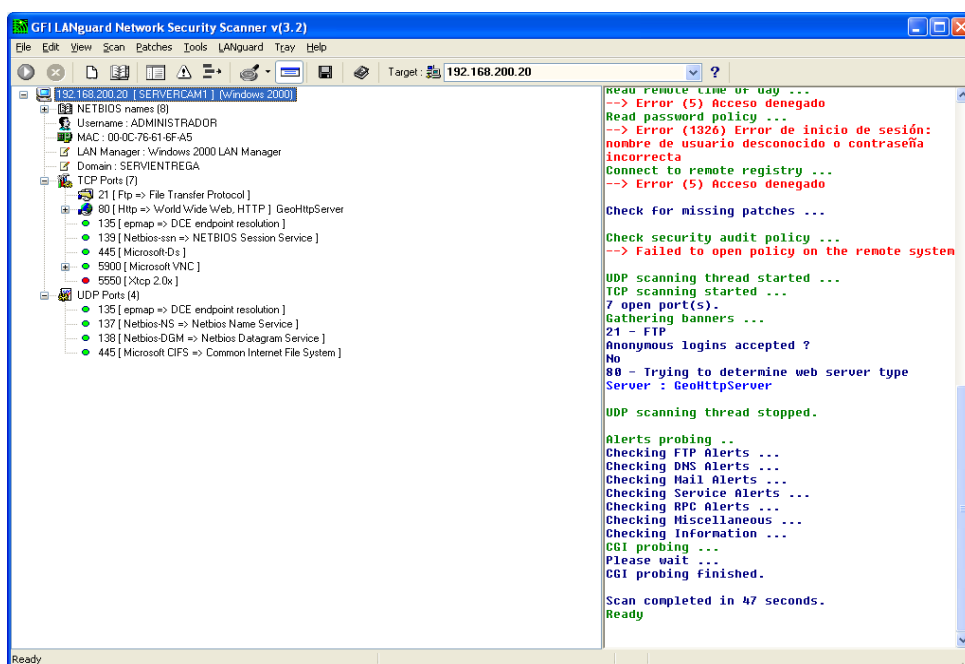 GFI LANguard Network Security Scanner v(3.2)
File Edit View Scan Patches Tools LANguard Tray Help
Target : 192.168.200.20 ?
192.168.200.20 [ SERVERCAM1 ] (Windows 2000)
NETBIOS names (8)
Username : ADMINISTRADOR
MAC : 00-0C-76-61-6F-A5
LAN Manager : Windows 2000 LAN Manager
Domain : SERVIENTREGA
TCP Ports (7)
21 [ Ftp => File Transfer Protocol ]
80 [ Http => World Wide Web, HTTP ] GeoHttpServer
135 [ epmap => DCE endpoint resolution ]
139 [ Netbios-ssn => NETBIOS Session Service ]
445 [ Microsoft-Ds ]
5900 [ Microsoft VNC ]
5550 [ Xtcp 2.0x ]
UDP Ports (4)
135 [ epmap => DCE endpoint resolution ]
137 [ Netbios-NS => Netbios Name Service ]
138 [ Netbios-DGM => Netbios Datagram Service ]
445 [ Microsoft CIFS => Common Internet File System ]
Read remote time of day ...
--> Error (5) Acceso denegado
Read password policy ...
--> Error (1326) Error de inicio de sesión:
nombre de usuario desconocido o contraseña
incorrecta
Connect to remote registry ...
--> Error (5) Acceso denegado
Check for missing patches ...
Check security audit policy ...
--> Failed to open policy on the remote system
UDP scanning thread started ...
TCP scanning started ...
7 open port(s).
Gathering banners ...
21 - FTP
Anonymous logins accepted ?
No
80 - Trying to determine web server type
Server : GeoHttpServer
UDP scanning thread stopped.
Alerts probing ..
Checking FTP Alerts ...
Checking DNS Alerts ...
Checking Mail Alerts ...
Checking Service Alerts ...
Checking RPC Alerts ...
Checking Miscellaneous ...
Checking Information ...
CGI probing ...
Please wait ...
CGI probing finished.
Scan completed in 47 seconds.
Ready
Ready